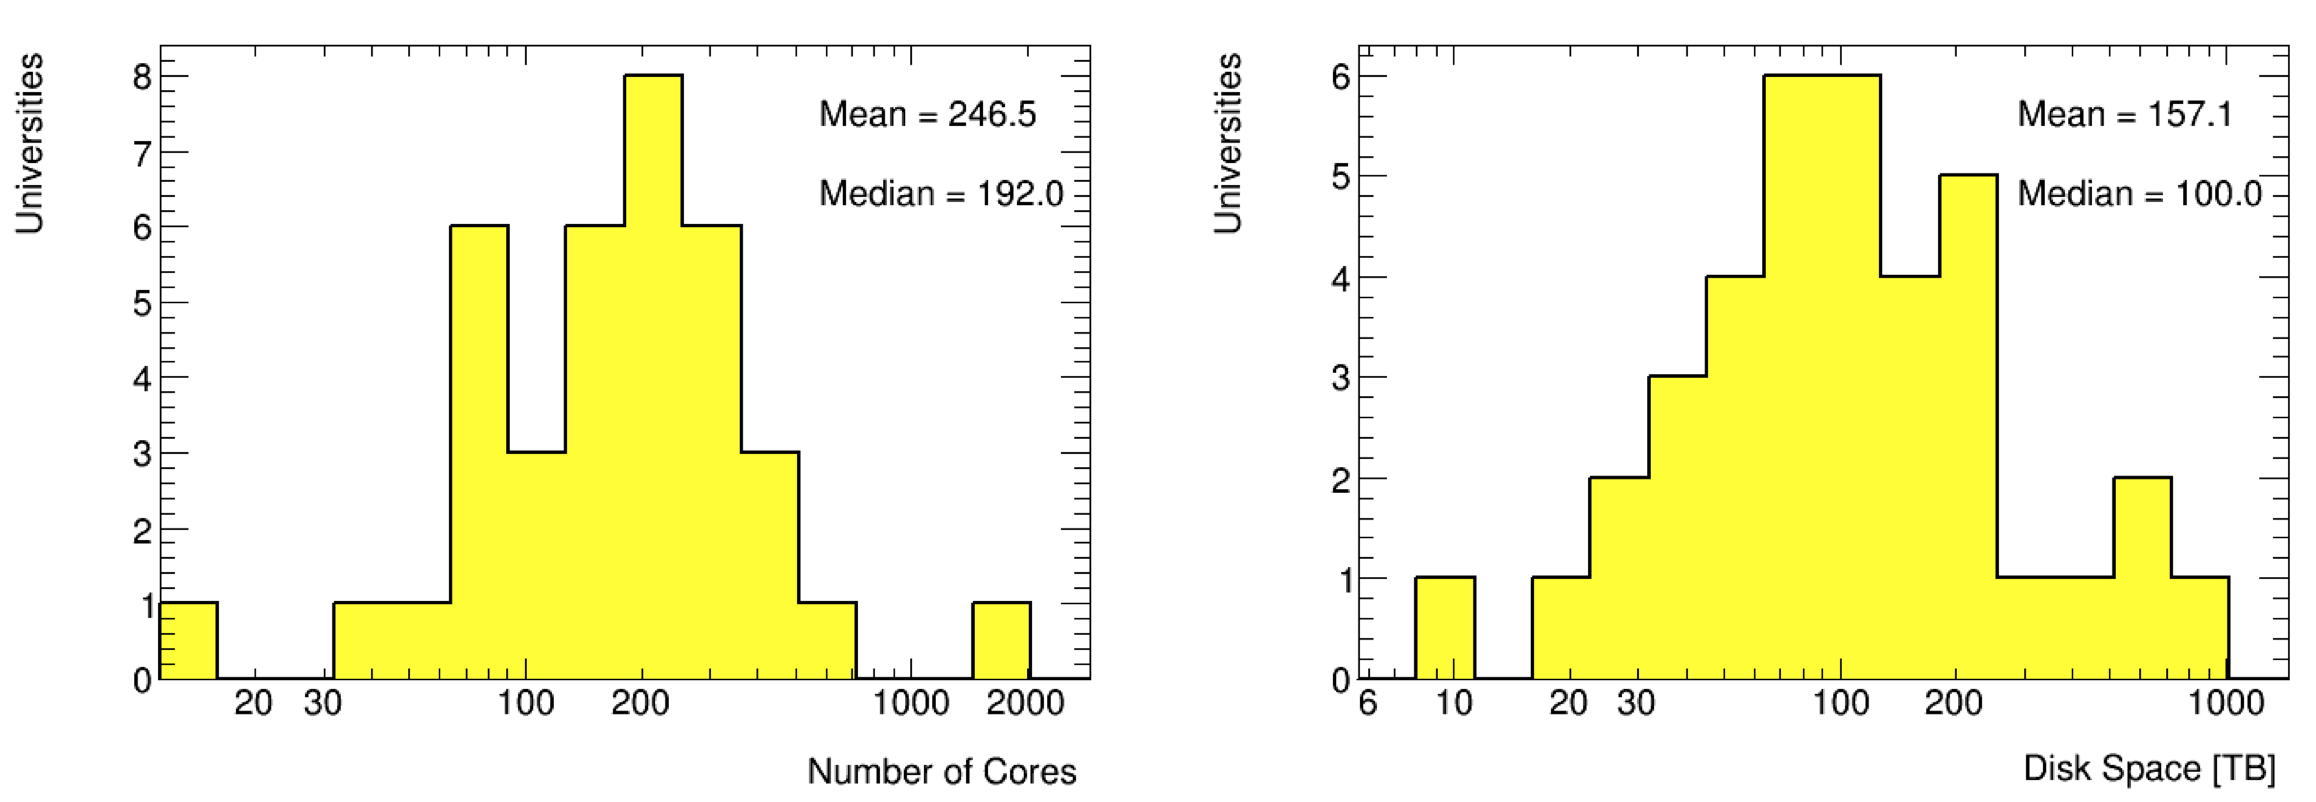 Universities
8
7
6
5
4
3
2
1
0
Mean = 246.5
Median = 192.0
20 30 100 200 1000 2000
Number of Cores
Universities
6
5
4
3
2
1
0
Mean = 157.1
Median = 100.0
6 10 20 30 100 200 1000
Disk Space [TB]